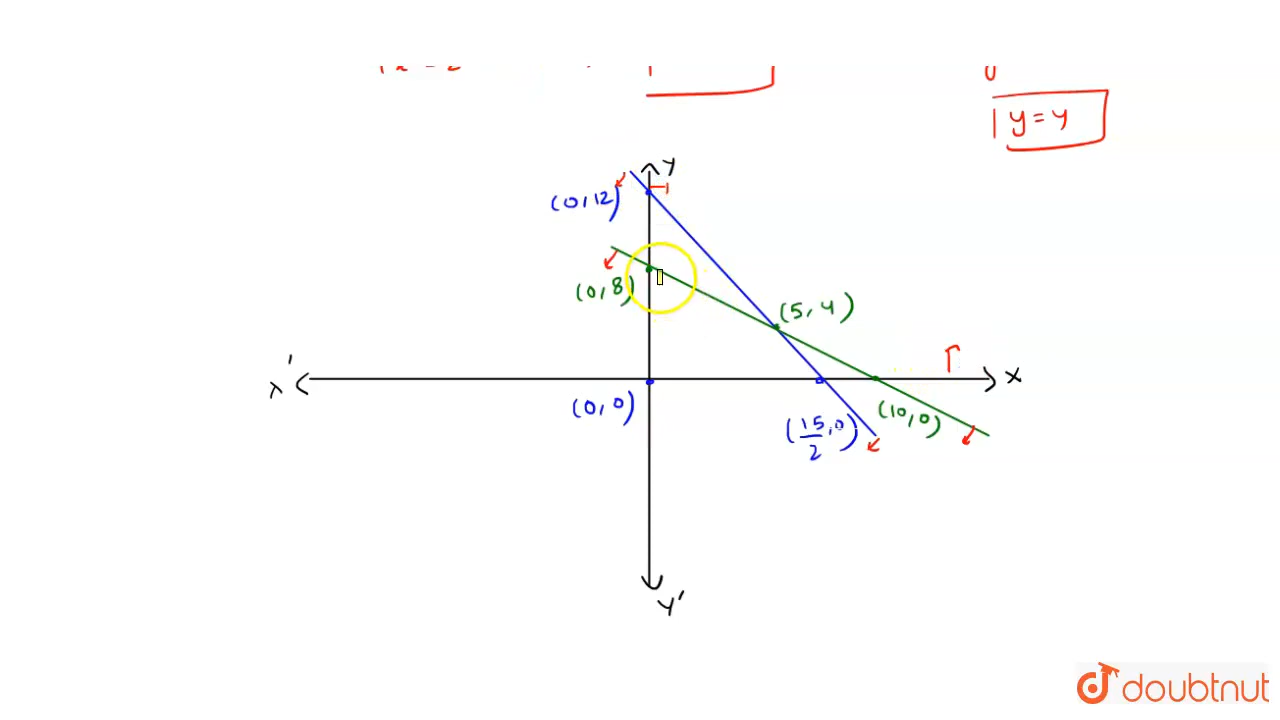 y = 4
Y
(0,12)
(0,8)
(5,4)
X'
X
(0,0)
(15/2,0)
(10,0)
Y'
doubtnut